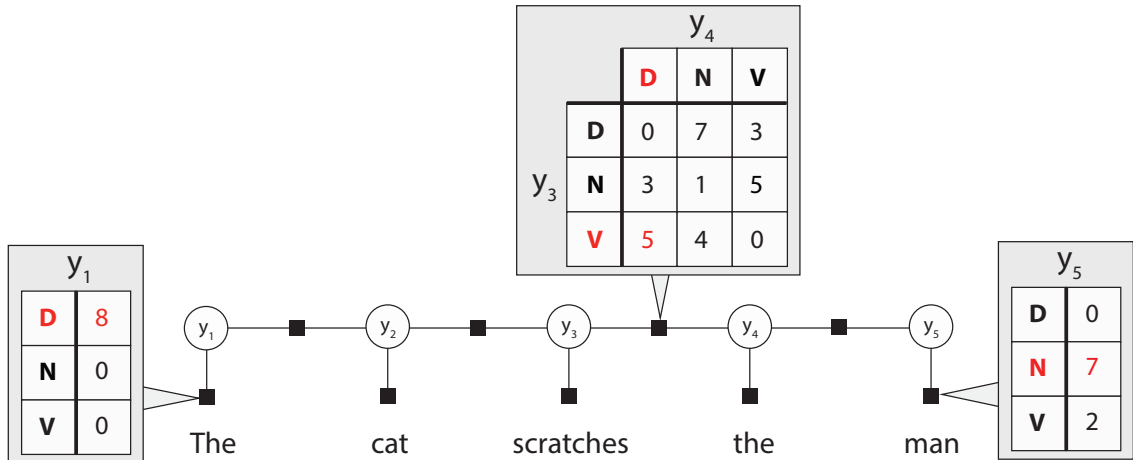 y4
D N V
D 0 7 3
y3 N 3 1 5
V 5 4 0
y1
D 8
N 0
V 0
y5
D 0
N 7
V 2
y1 y2 y3 y4 y5
The cat scratches the man